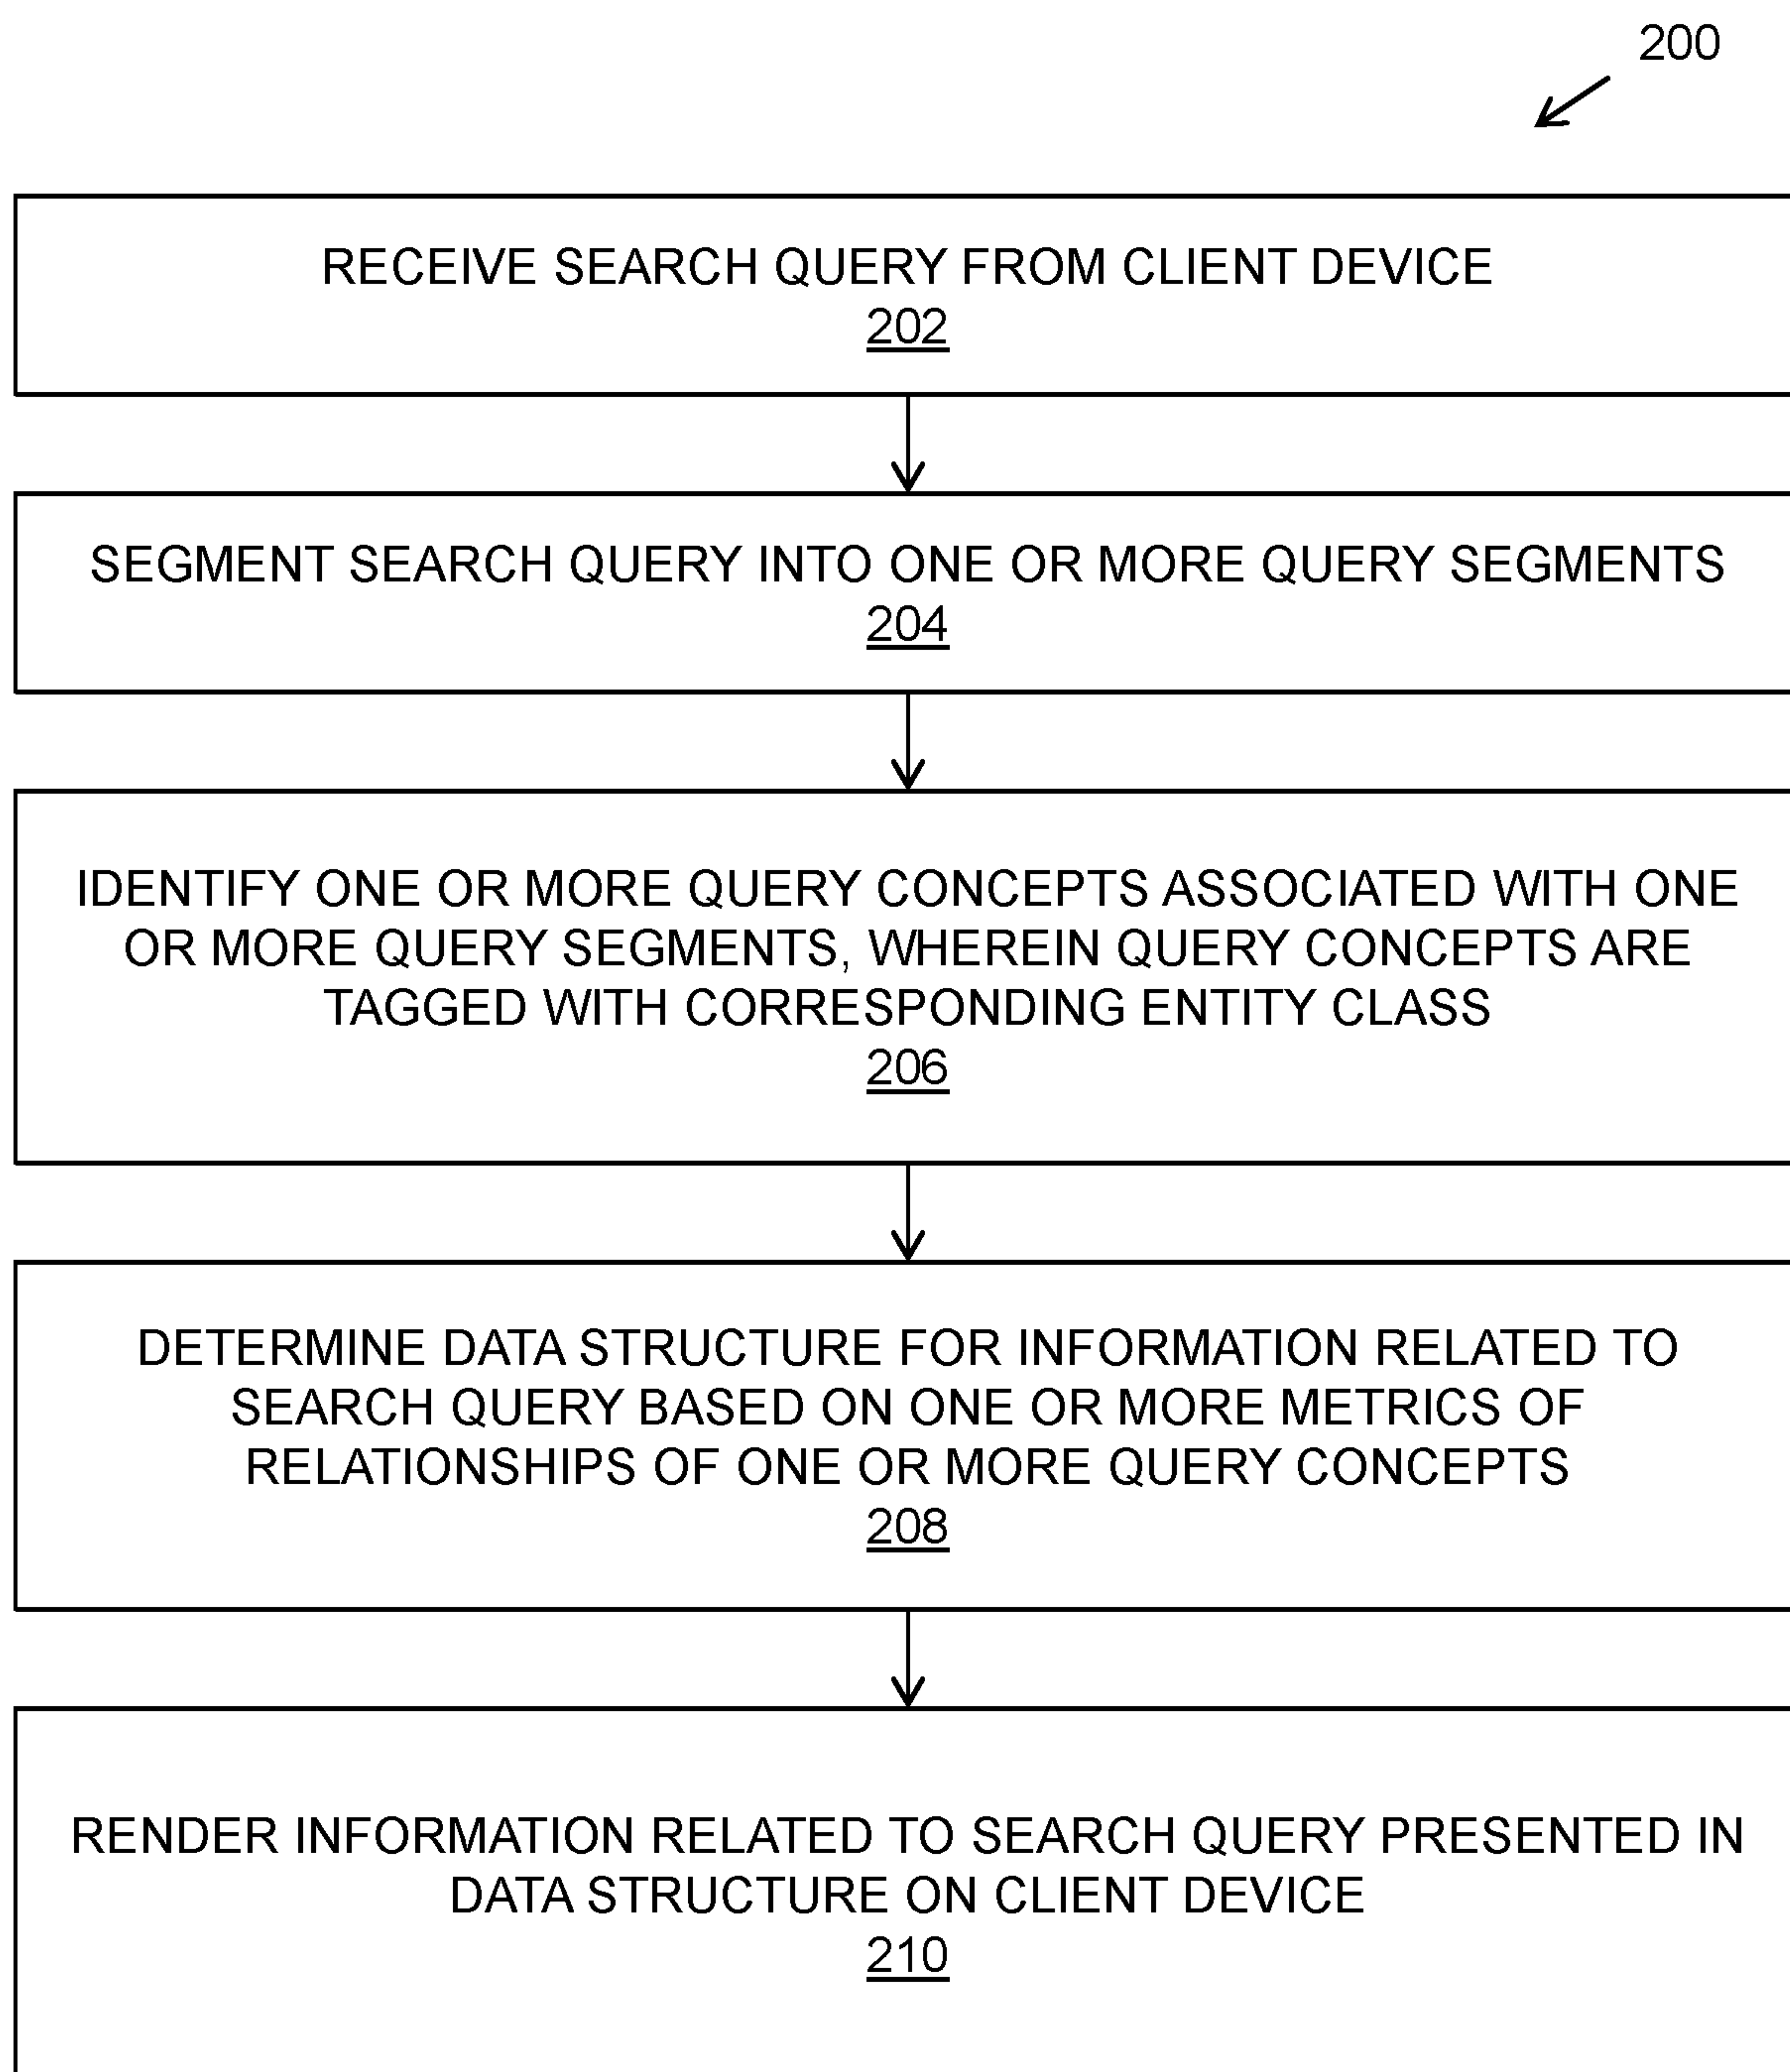 200
RECEIVE SEARCH QUERY FROM CLIENT DEVICE
202
SEGMENT SEARCH QUERY INTO ONE OR MORE QUERY SEGMENTS
204
IDENTIFY ONE OR MORE QUERY CONCEPTS ASSOCIATED WITH ONE
OR MORE QUERY SEGMENTS, WHEREIN QUERY CONCEPTS ARE
TAGGED WITH CORRESPONDING ENTITY CLASS
206
DETERMINE DATA STRUCTURE FOR INFORMATION RELATED TO
SEARCH QUERY BASED ON ONE OR MORE METRICS OF
RELATIONSHIPS OF ONE OR MORE QUERY CONCEPTS
208
RENDER INFORMATION RELATED TO SEARCH QUERY PRESENTED IN
DATA STRUCTURE ON CLIENT DEVICE
210